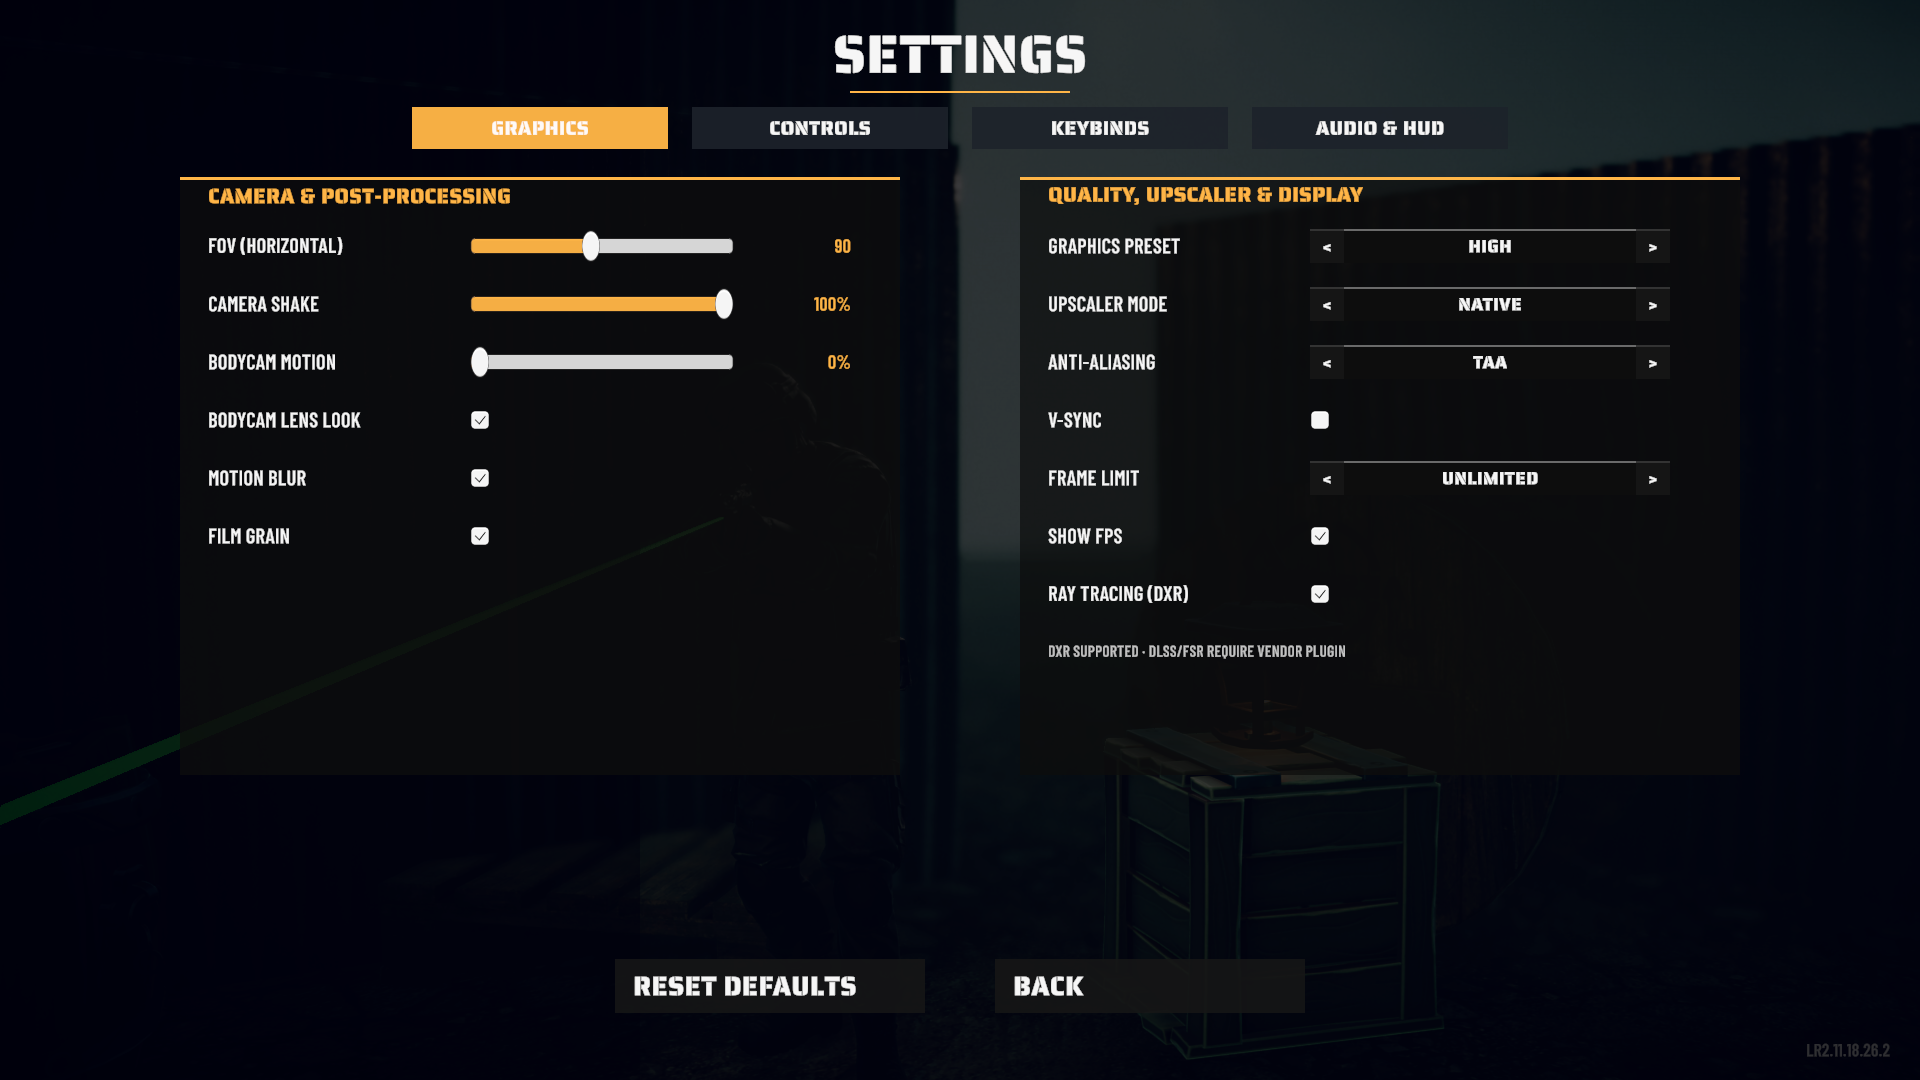 SETTINGS
GRAPHICS
CONTROLS
KEYBINDS
AUDIO & HUD
CAMERA & POST-PROCESSING
FOV (HORIZONTAL) 90
CAMERA SHAKE 100%
BODYCAM MOTION 0%
BODYCAM LENS LOOK
MOTION BLUR
FILM GRAIN
QUALITY, UPSCALER & DISPLAY
GRAPHICS PRESET < HIGH >
UPSCALER MODE < NATIVE >
ANTI-ALIASING < TAA >
V-SYNC
FRAME LIMIT < UNLIMITED >
SHOW FPS
RAY TRACING (DXR)
DXR SUPPORTED · DLSS/FSR REQUIRE VENDOR PLUGIN
RESET DEFAULTS
BACK
LR2.11.18.26.2